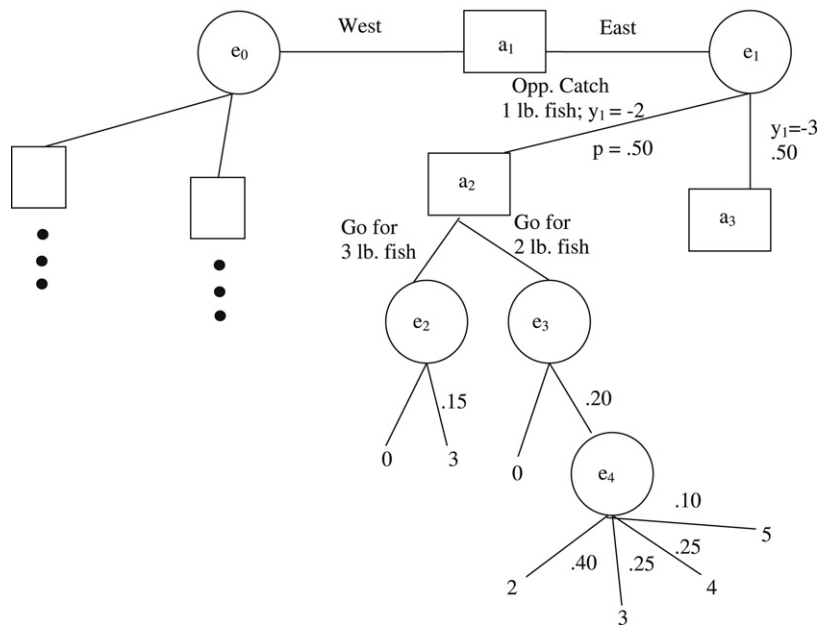 West
East
e₀
a₁
e₁
Opp. Catch
1 lb. fish; y₁ = -2
p = .50
y₁=-3
.50
a₂
a₃
Go for
3 lb. fish
Go for
2 lb. fish
e₂
e₃
.15
.20
0
3
0
e₄
.10
.25
.40
.25
5
2
4
3